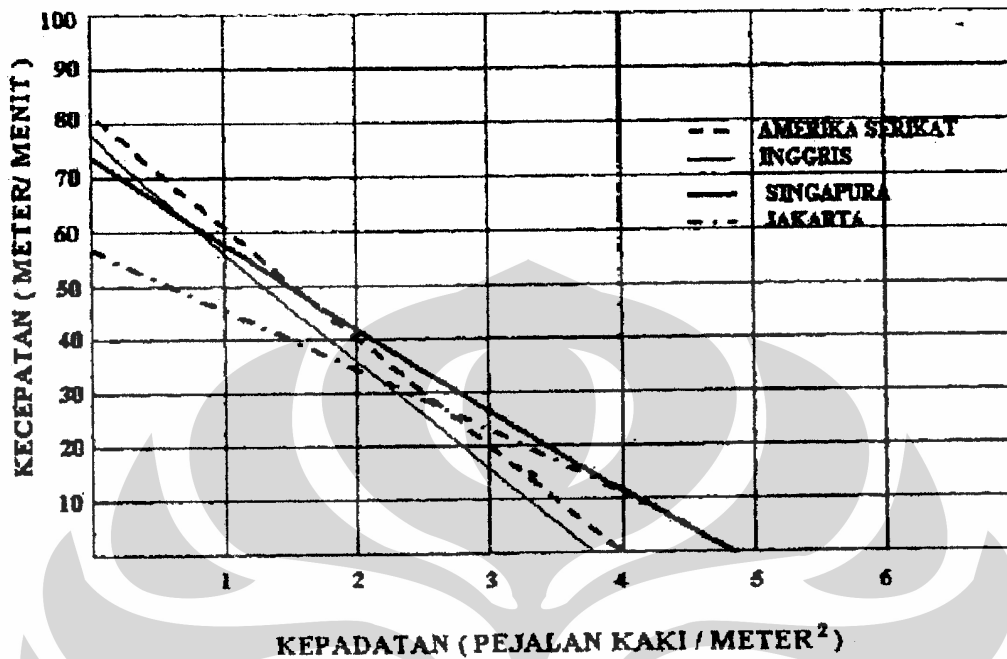 KECEPATAN ( METER/ MENIT )
100
90
80
70
60
50
40
30
20
10
AMERIKA SERIKAT
INGGRIS
SINGAPURA
JAKARTA
1 2 3 4 5 6
KEPADATAN ( PEJALAN KAKI / METER²)